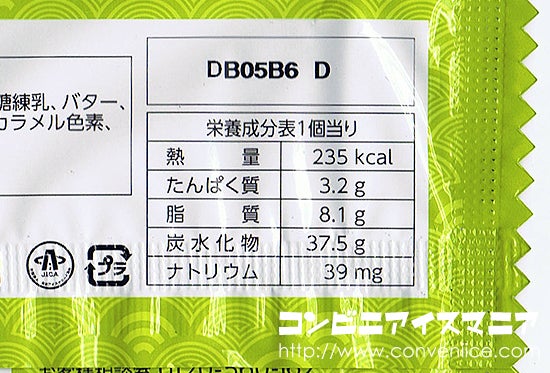 DB05B6 D
糖練乳、バター、
カラメル色素、
栄養成分表1個当り
熱量 235 kcal
たんぱく質 3.2 g
脂質 8.1 g
炭水化物 37.5 g
ナトリウム 39 mg
JICA
プラ
コンビニアイスマニア
http://www.conveniica.com